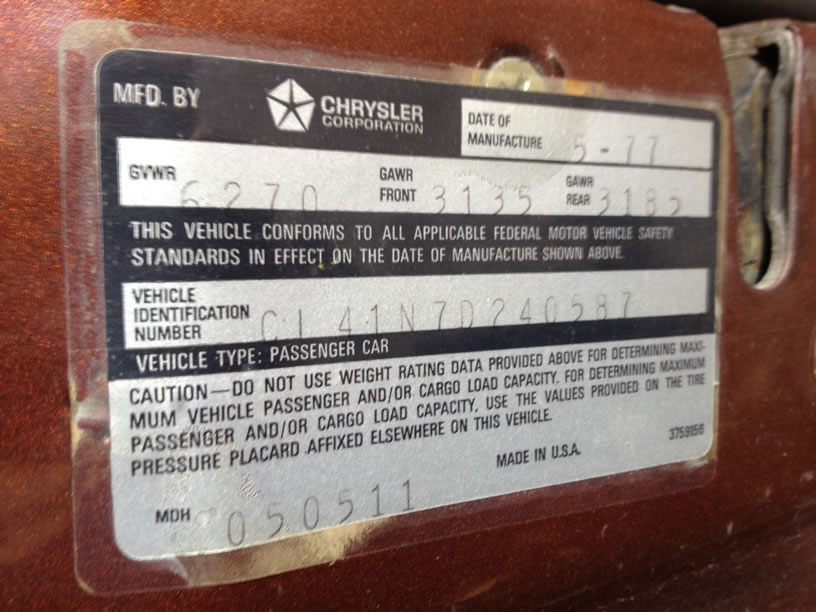 MFD. BY CHRYSLER CORPORATION
DATE OF MANUFACTURE 5-77
GVWR 6270 GAWR FRONT 3135 GAWR REAR 3185
THIS VEHICLE CONFORMS TO ALL APPLICABLE FEDERAL MOTOR VEHICLE SAFETY
STANDARDS IN EFFECT ON THE DATE OF MANUFACTURE SHOWN ABOVE.
VEHICLE
IDENTIFICATION
NUMBER CL41N7D240587
VEHICLE TYPE: PASSENGER CAR
CAUTION—DO NOT USE WEIGHT RATING DATA PROVIDED ABOVE FOR DETERMINING MAXI-
MUM VEHICLE PASSENGER AND/OR CARGO LOAD CAPACITY. FOR DETERMINING MAXIMUM
PASSENGER AND/OR CARGO LOAD CAPACITY, USE THE VALUES PROVIDED ON THE TIRE
PRESSURE PLACARD AFFIXED ELSEWHERE ON THIS VEHICLE.
MADE IN U.S.A. 3759156
MDH 050511